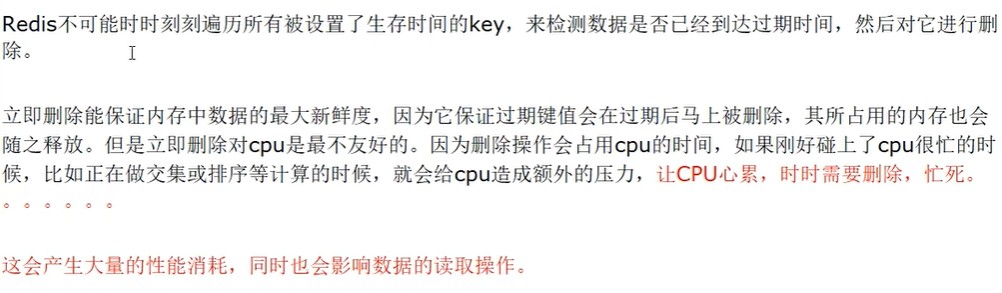 Redis不可能时时刻刻遍历所有被设置了生存时间的key，来检测数据是否已经到达过期时间，然后对它进行删
除。
立即删除能保证内存中数据的最大新鲜度，因为它保证过期键值会在过期后马上被删除，其所占用的内存也会
随之释放。但是立即删除对cpu是最不友好的。因为删除操作会占用cpu的时间，如果刚好碰上了cpu很忙的时
候，比如正在做交集或排序等计算的时候，就会给cpu造成额外的压力，让CPU心累，时时需要删除，忙死。
。。。。。。
这会产生大量的性能消耗，同时也会影响数据的读取操作。